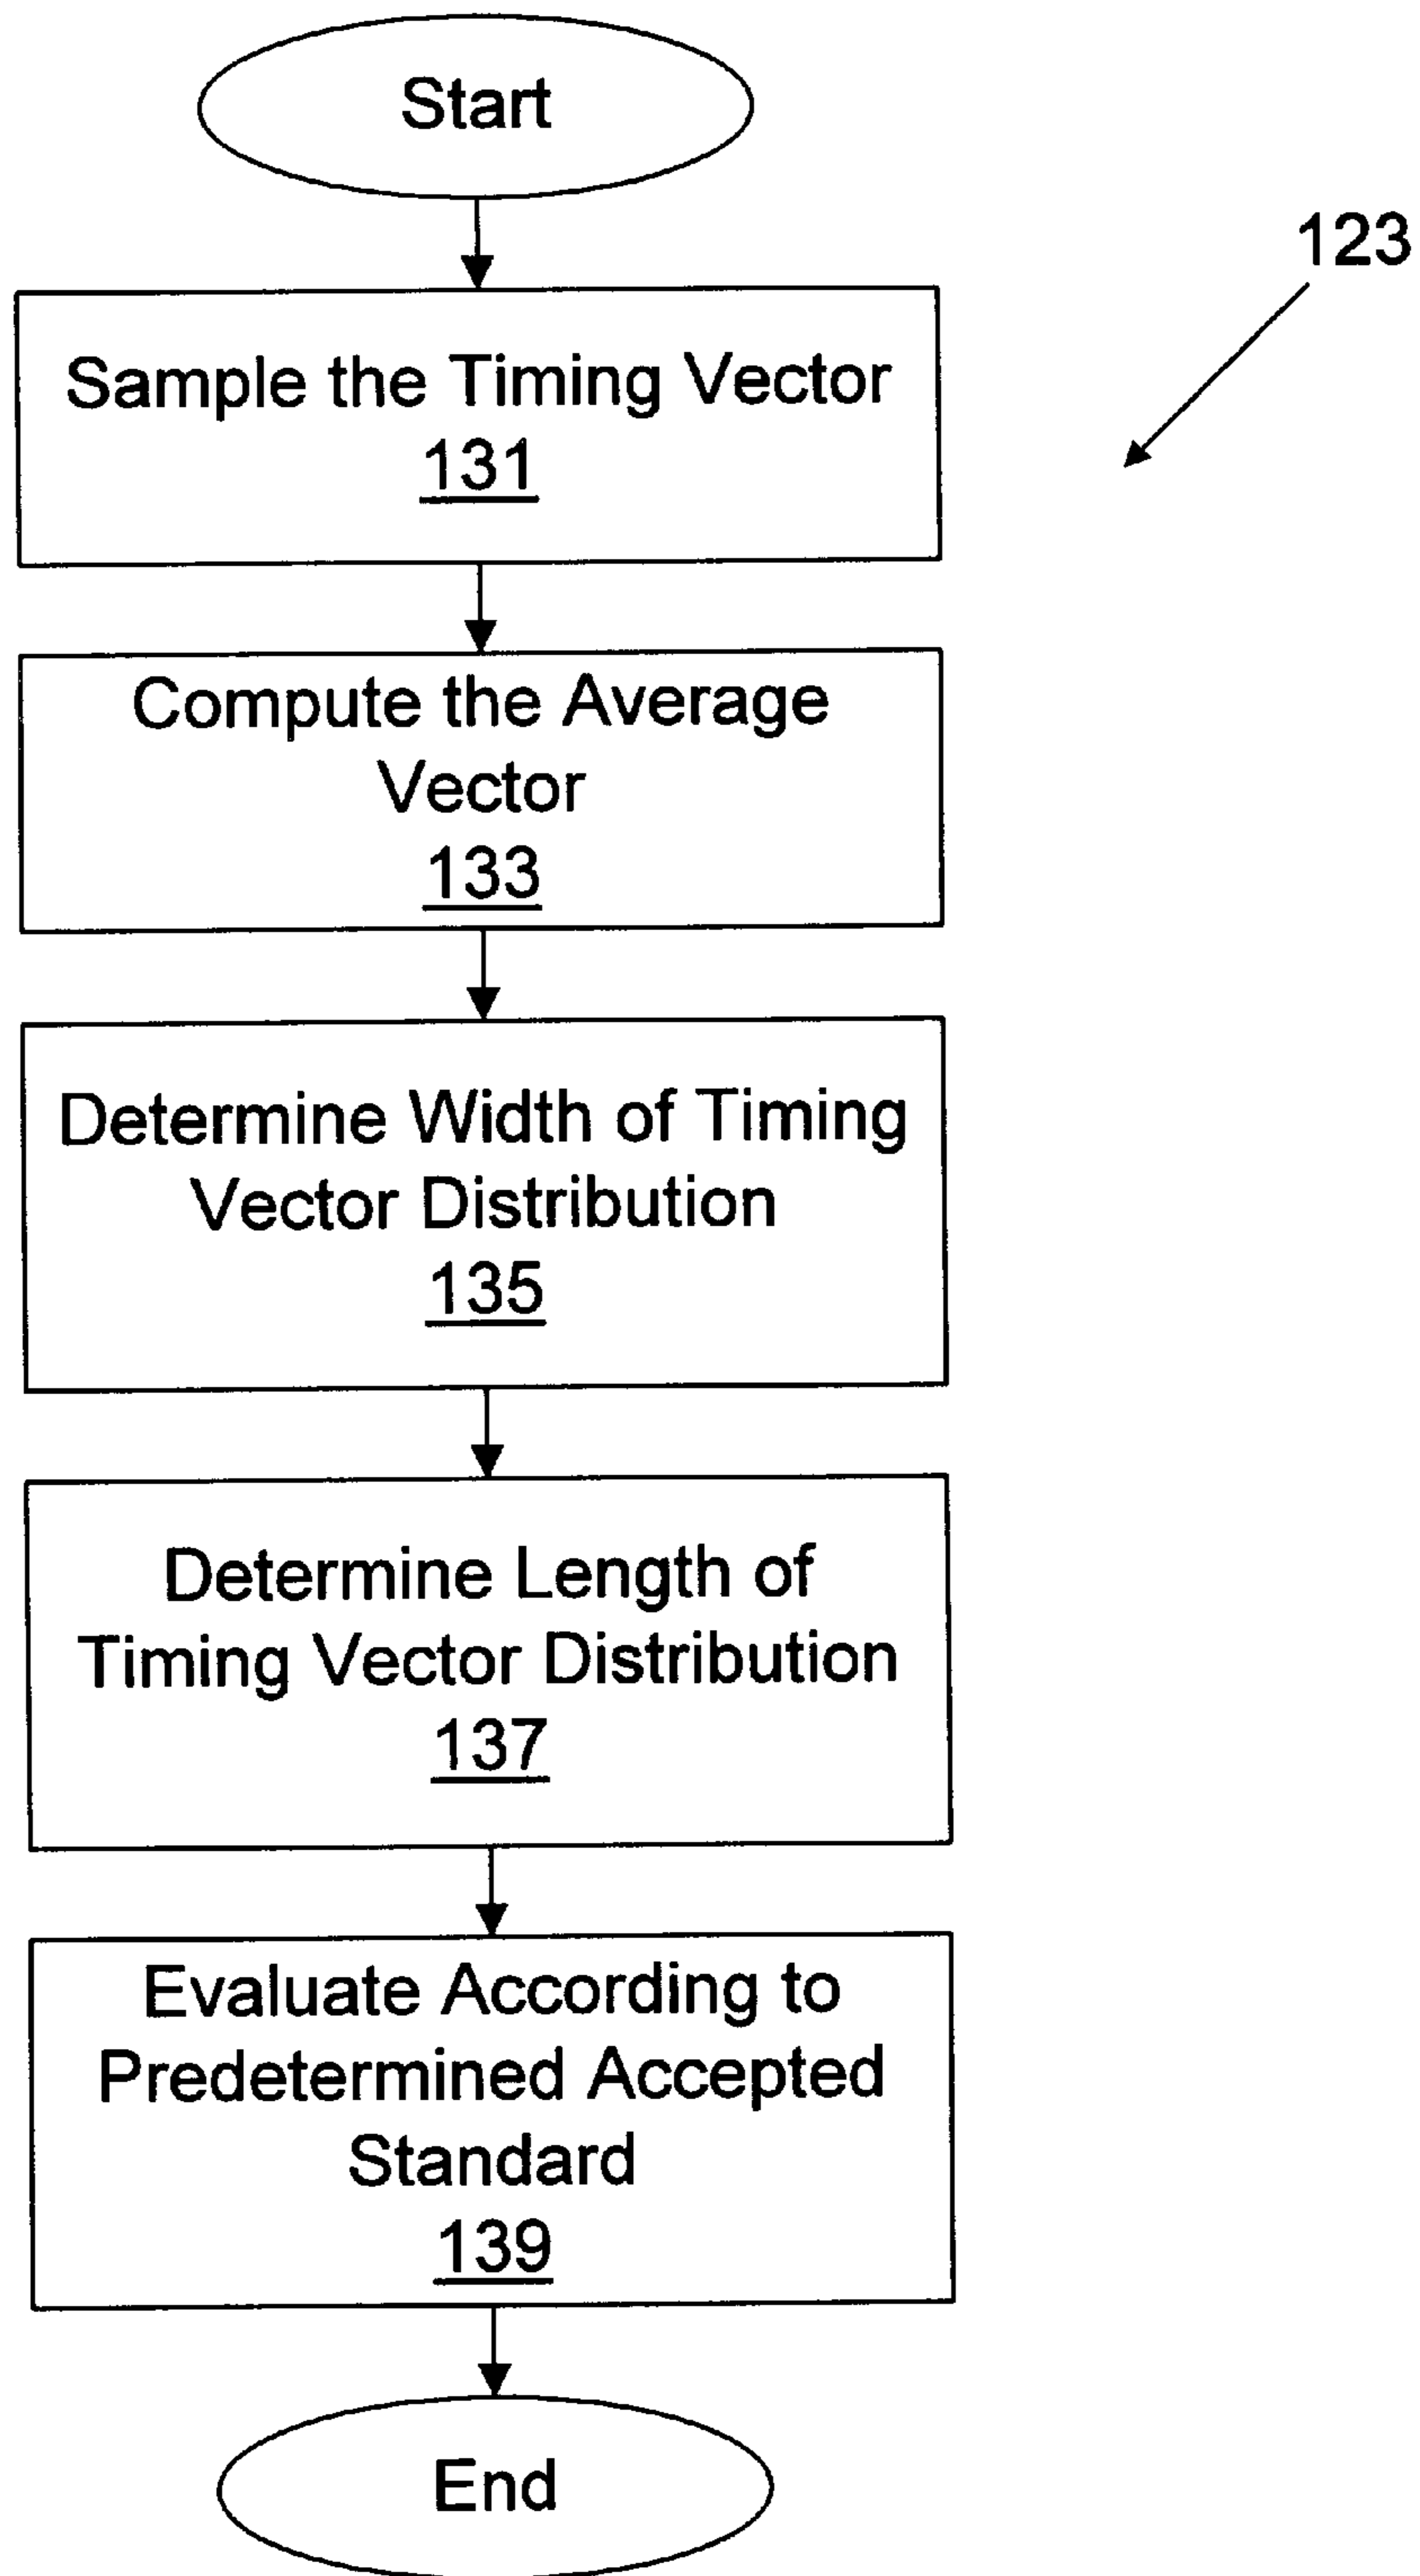 Start
123
Sample the Timing Vector
131
Compute the Average
Vector
133
Determine Width of Timing
Vector Distribution
135
Determine Length of
Timing Vector Distribution
137
Evaluate According to
Predetermined Accepted
Standard
139
End